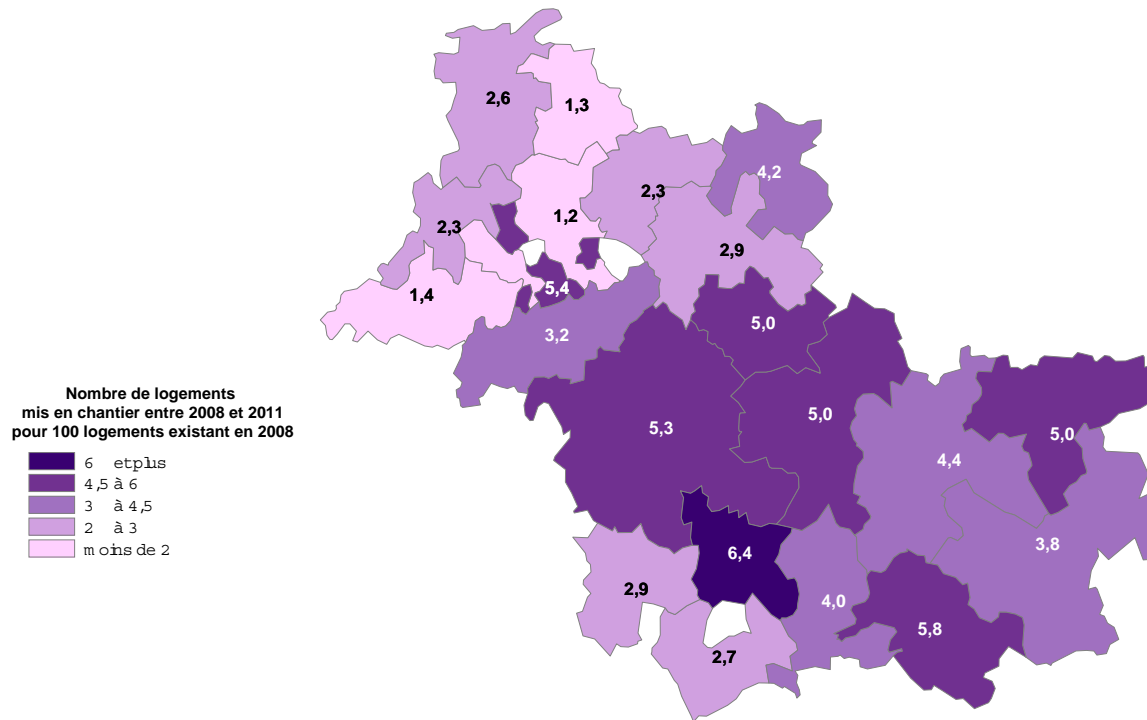 2,6
1,3
4,2
2,3
1,2
2,3
2,9
1,4
5,4
5,0
3,2
Nombre de logements
mis en chantier entre 2008 et 2011
pour 100 logements existant en 2008
6 et plus
4,5 à 6
3 à 4,5
2 à 3
moins de 2
5,3
5,0
5,0
4,4
3,8
6,4
2,9
4,0
5,8
2,7